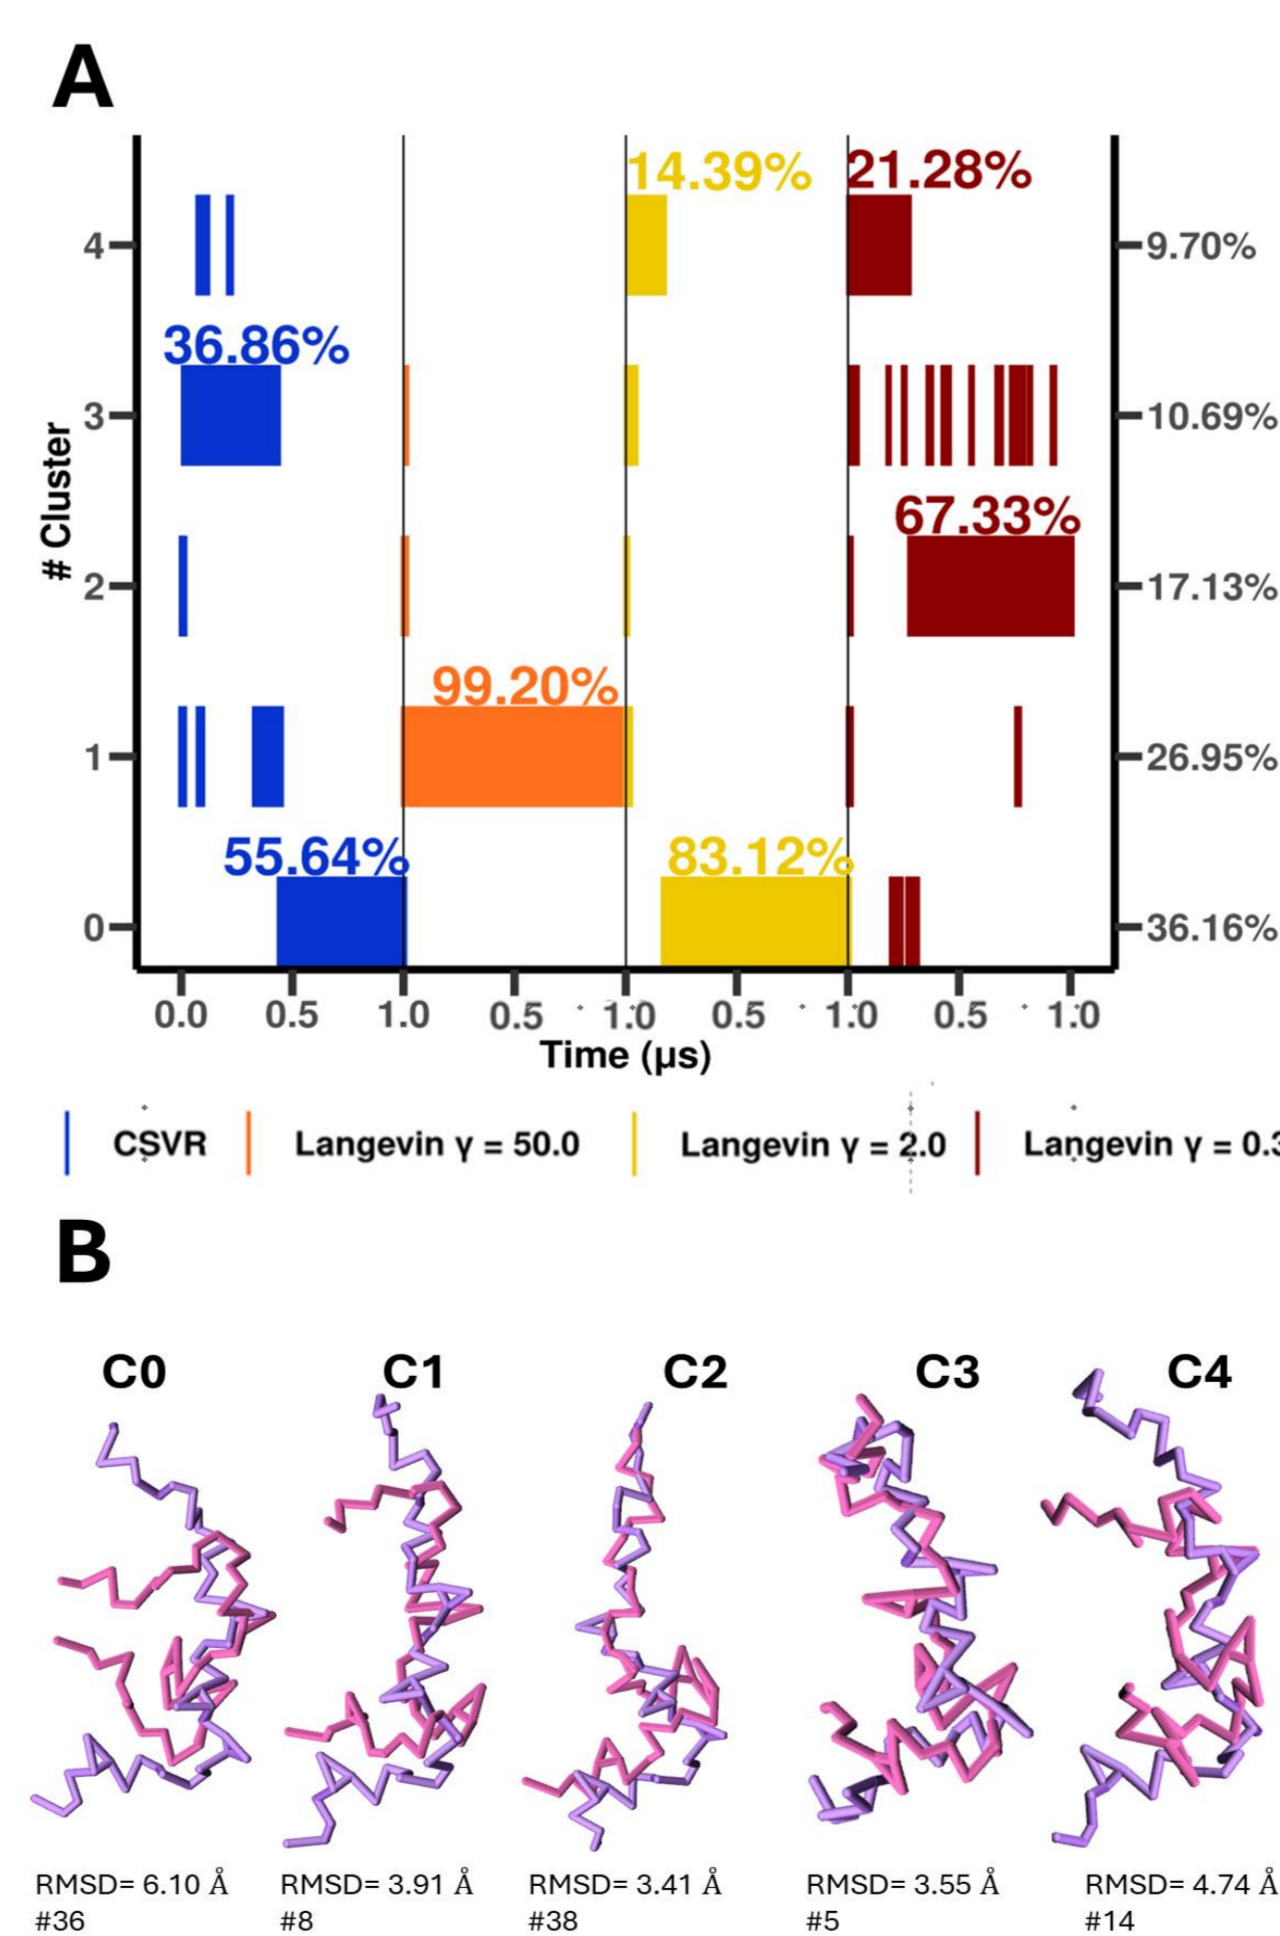 A
14.39% 21.28%
4 9.70%
36.86%
3 10.69%
# Cluster
67.33%
2 17.13%
99.20%
1 26.95%
55.64% 83.12%
0 36.16%
0.0 0.5 1.0 0.5 1.0 0.5 1.0 0.5 1.0
Time (μs)
CSVR Langevin γ = 50.0 Langevin γ = 2.0 Langevin γ = 0.3
B
C0 C1 C2 C3 C4
RMSD= 6.10 Å RMSD= 3.91 Å RMSD= 3.41 Å RMSD= 3.55 Å RMSD= 4.74 Å
#36 #8 #38 #5 #14